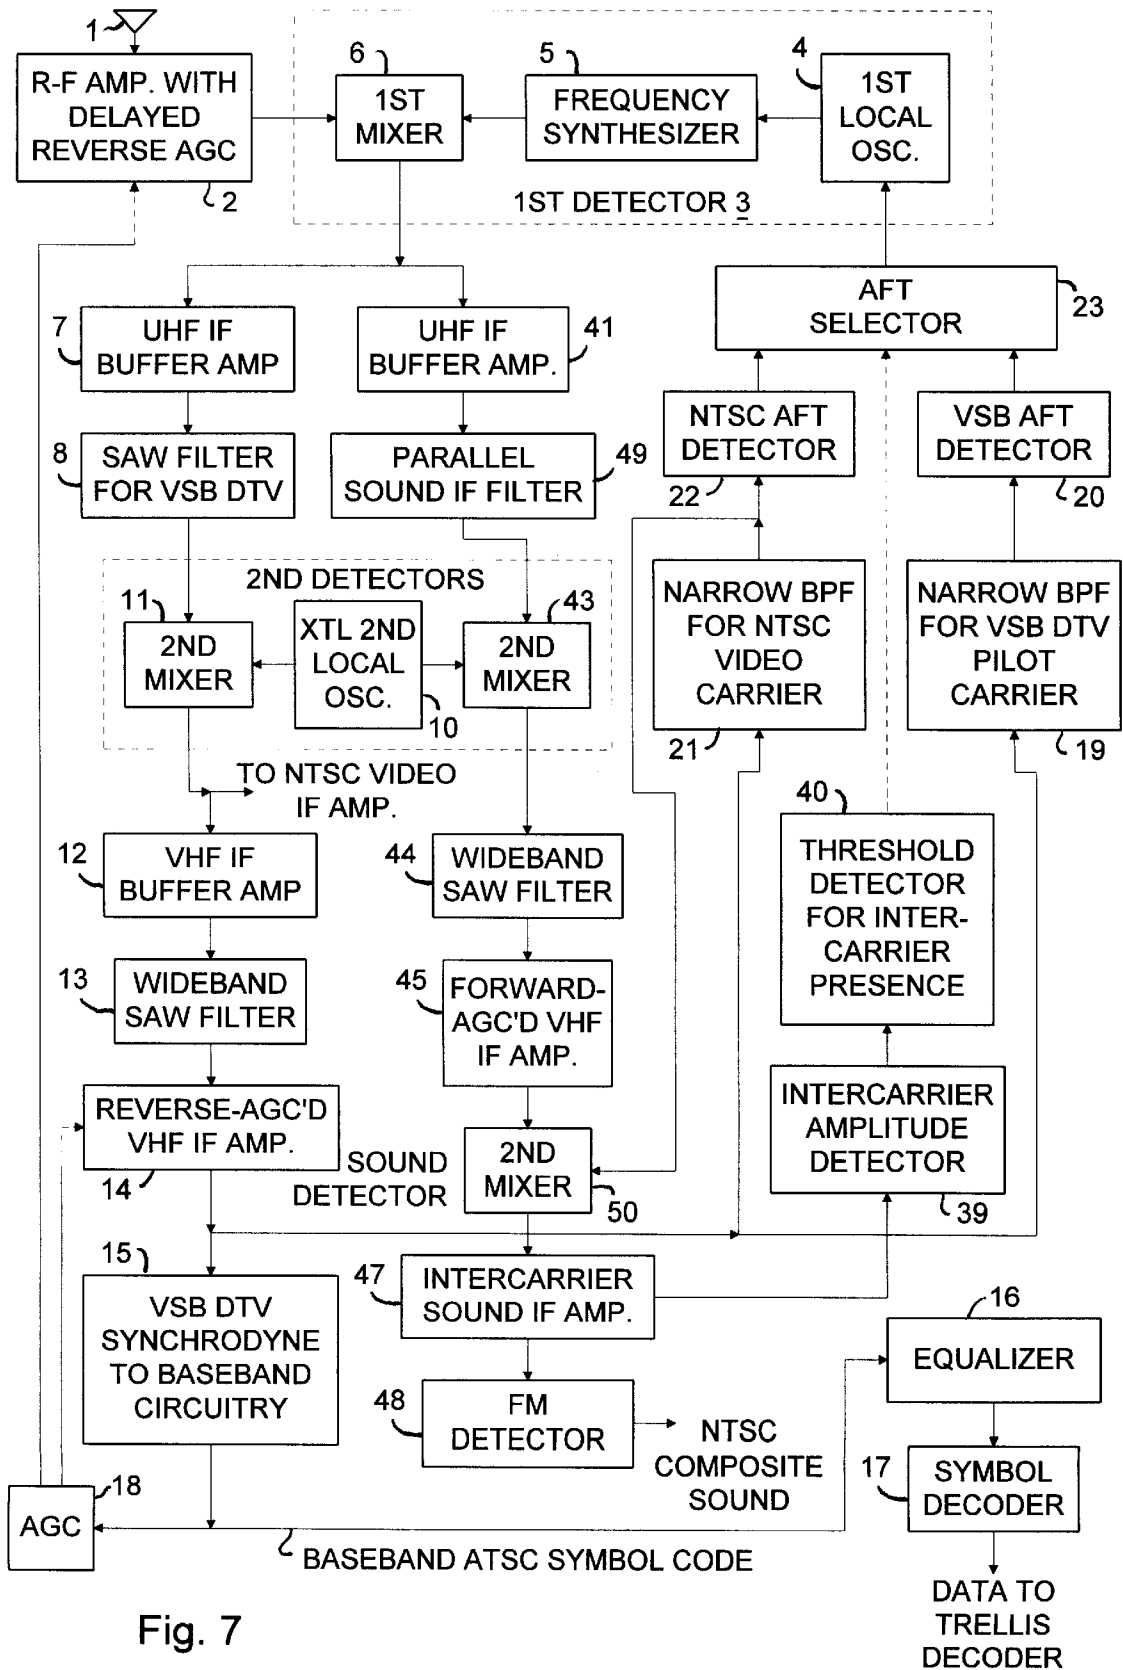 1
R-F AMP. WITH
DELAYED
REVERSE AGC
2
6
1ST
MIXER
5
FREQUENCY
SYNTHESIZER
4
1ST
LOCAL
OSC.
1ST DETECTOR 3
7
UHF IF
BUFFER AMP
UHF IF
BUFFER AMP.
41
AFT
SELECTOR
23
8
SAW FILTER
FOR VSB DTV
PARALLEL
SOUND IF FILTER
49
NTSC AFT
DETECTOR
22
VSB AFT
DETECTOR
20
2ND DETECTORS
11
2ND
MIXER
XTL 2ND
LOCAL
OSC.
10
43
2ND
MIXER
NARROW BPF
FOR NTSC
VIDEO
CARRIER
21
NARROW BPF
FOR VSB DTV
PILOT
CARRIER
19
TO NTSC VIDEO
IF AMP.
12
VHF IF
BUFFER AMP
44
WIDEBAND
SAW FILTER
40
THRESHOLD
DETECTOR
FOR INTER-
CARRIER
PRESENCE
13
WIDEBAND
SAW FILTER
45
FORWARD-
AGC'D VHF
IF AMP.
REVERSE-AGC'D
VHF IF AMP.
14
SOUND
DETECTOR
2ND
MIXER
50
INTERCARRIER
AMPLITUDE
DETECTOR
39
15
VSB DTV
SYNCHRODYNE
TO BASEBAND
CIRCUITRY
47
INTERCARRIER
SOUND IF AMP.
16
EQUALIZER
48
FM
DETECTOR
NTSC
COMPOSITE
SOUND
17
SYMBOL
DECODER
18
AGC
BASEBAND ATSC SYMBOL CODE
DATA TO
TRELLIS
DECODER
Fig. 7